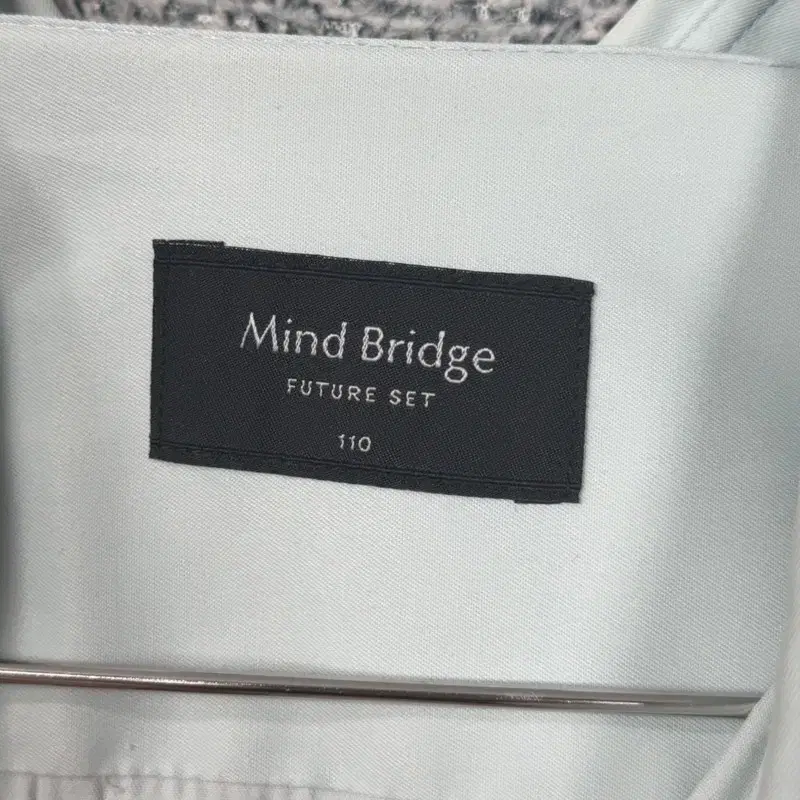 Mind Bridge
FUTURE SET
110